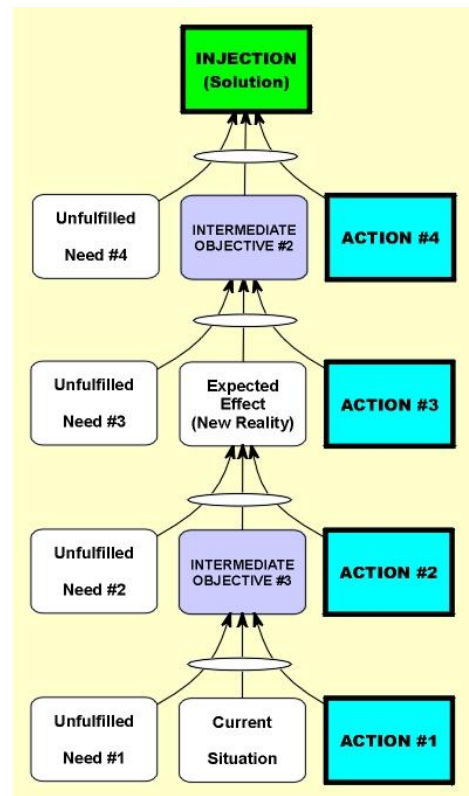 INJECTION
(Solution)
Unfulfilled
Need #4
INTERMEDIATE
OBJECTIVE #2
ACTION #4
Unfulfilled
Need #3
Expected
Effect
(New Reality)
ACTION #3
Unfulfilled
Need #2
INTERMEDIATE
OBJECTIVE #3
ACTION #2
Unfulfilled
Need #1
Current
Situation
ACTION #1